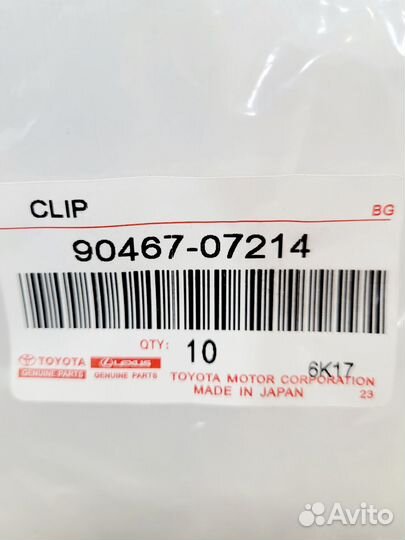 CLIP BG
90467-07214
QTY: 10
6K17
TOYOTA LEXUS
GENUINE PARTS GENUINE PARTS
TOYOTA MOTOR CORPORATION
MADE IN JAPAN 23
Avito